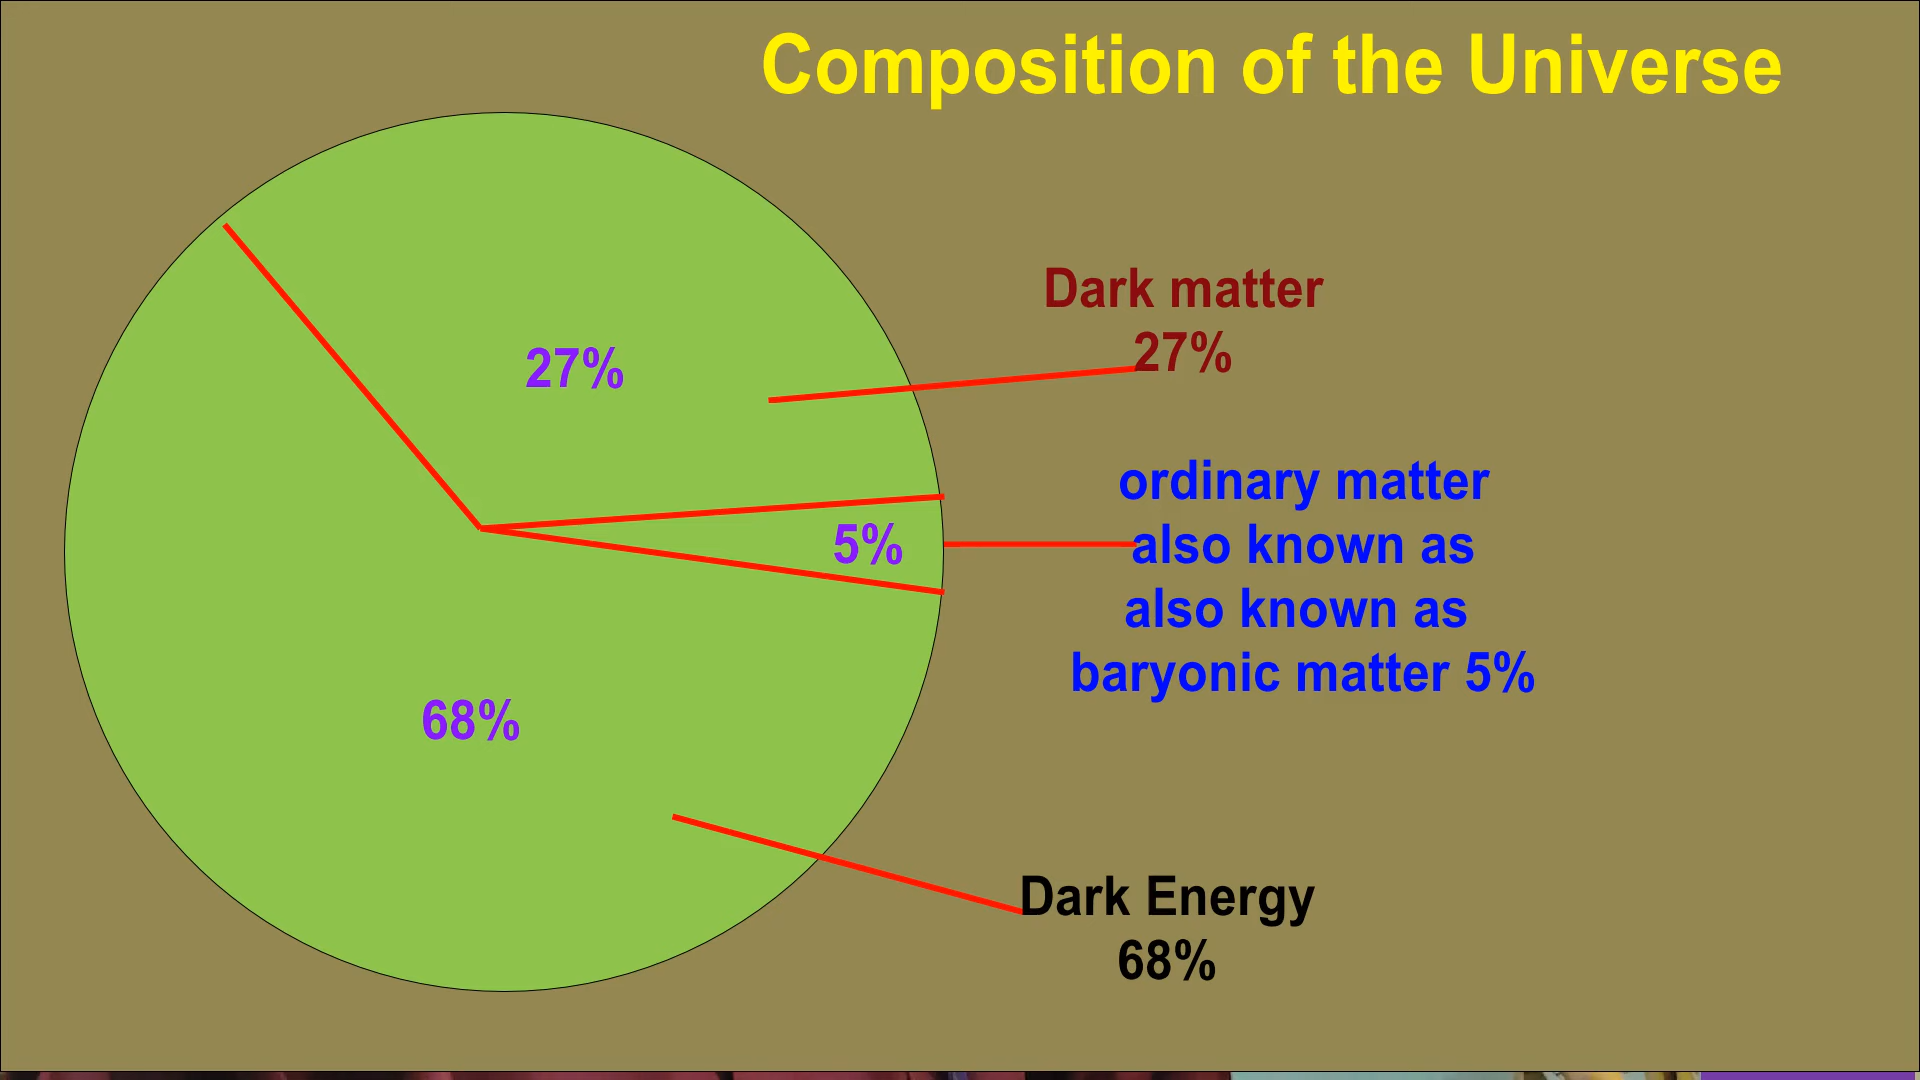 Composition of the Universe
Dark matter
27%
27%
ordinary matter
also known as
also known as
baryonic matter 5%
5%
68%
Dark Energy
68%